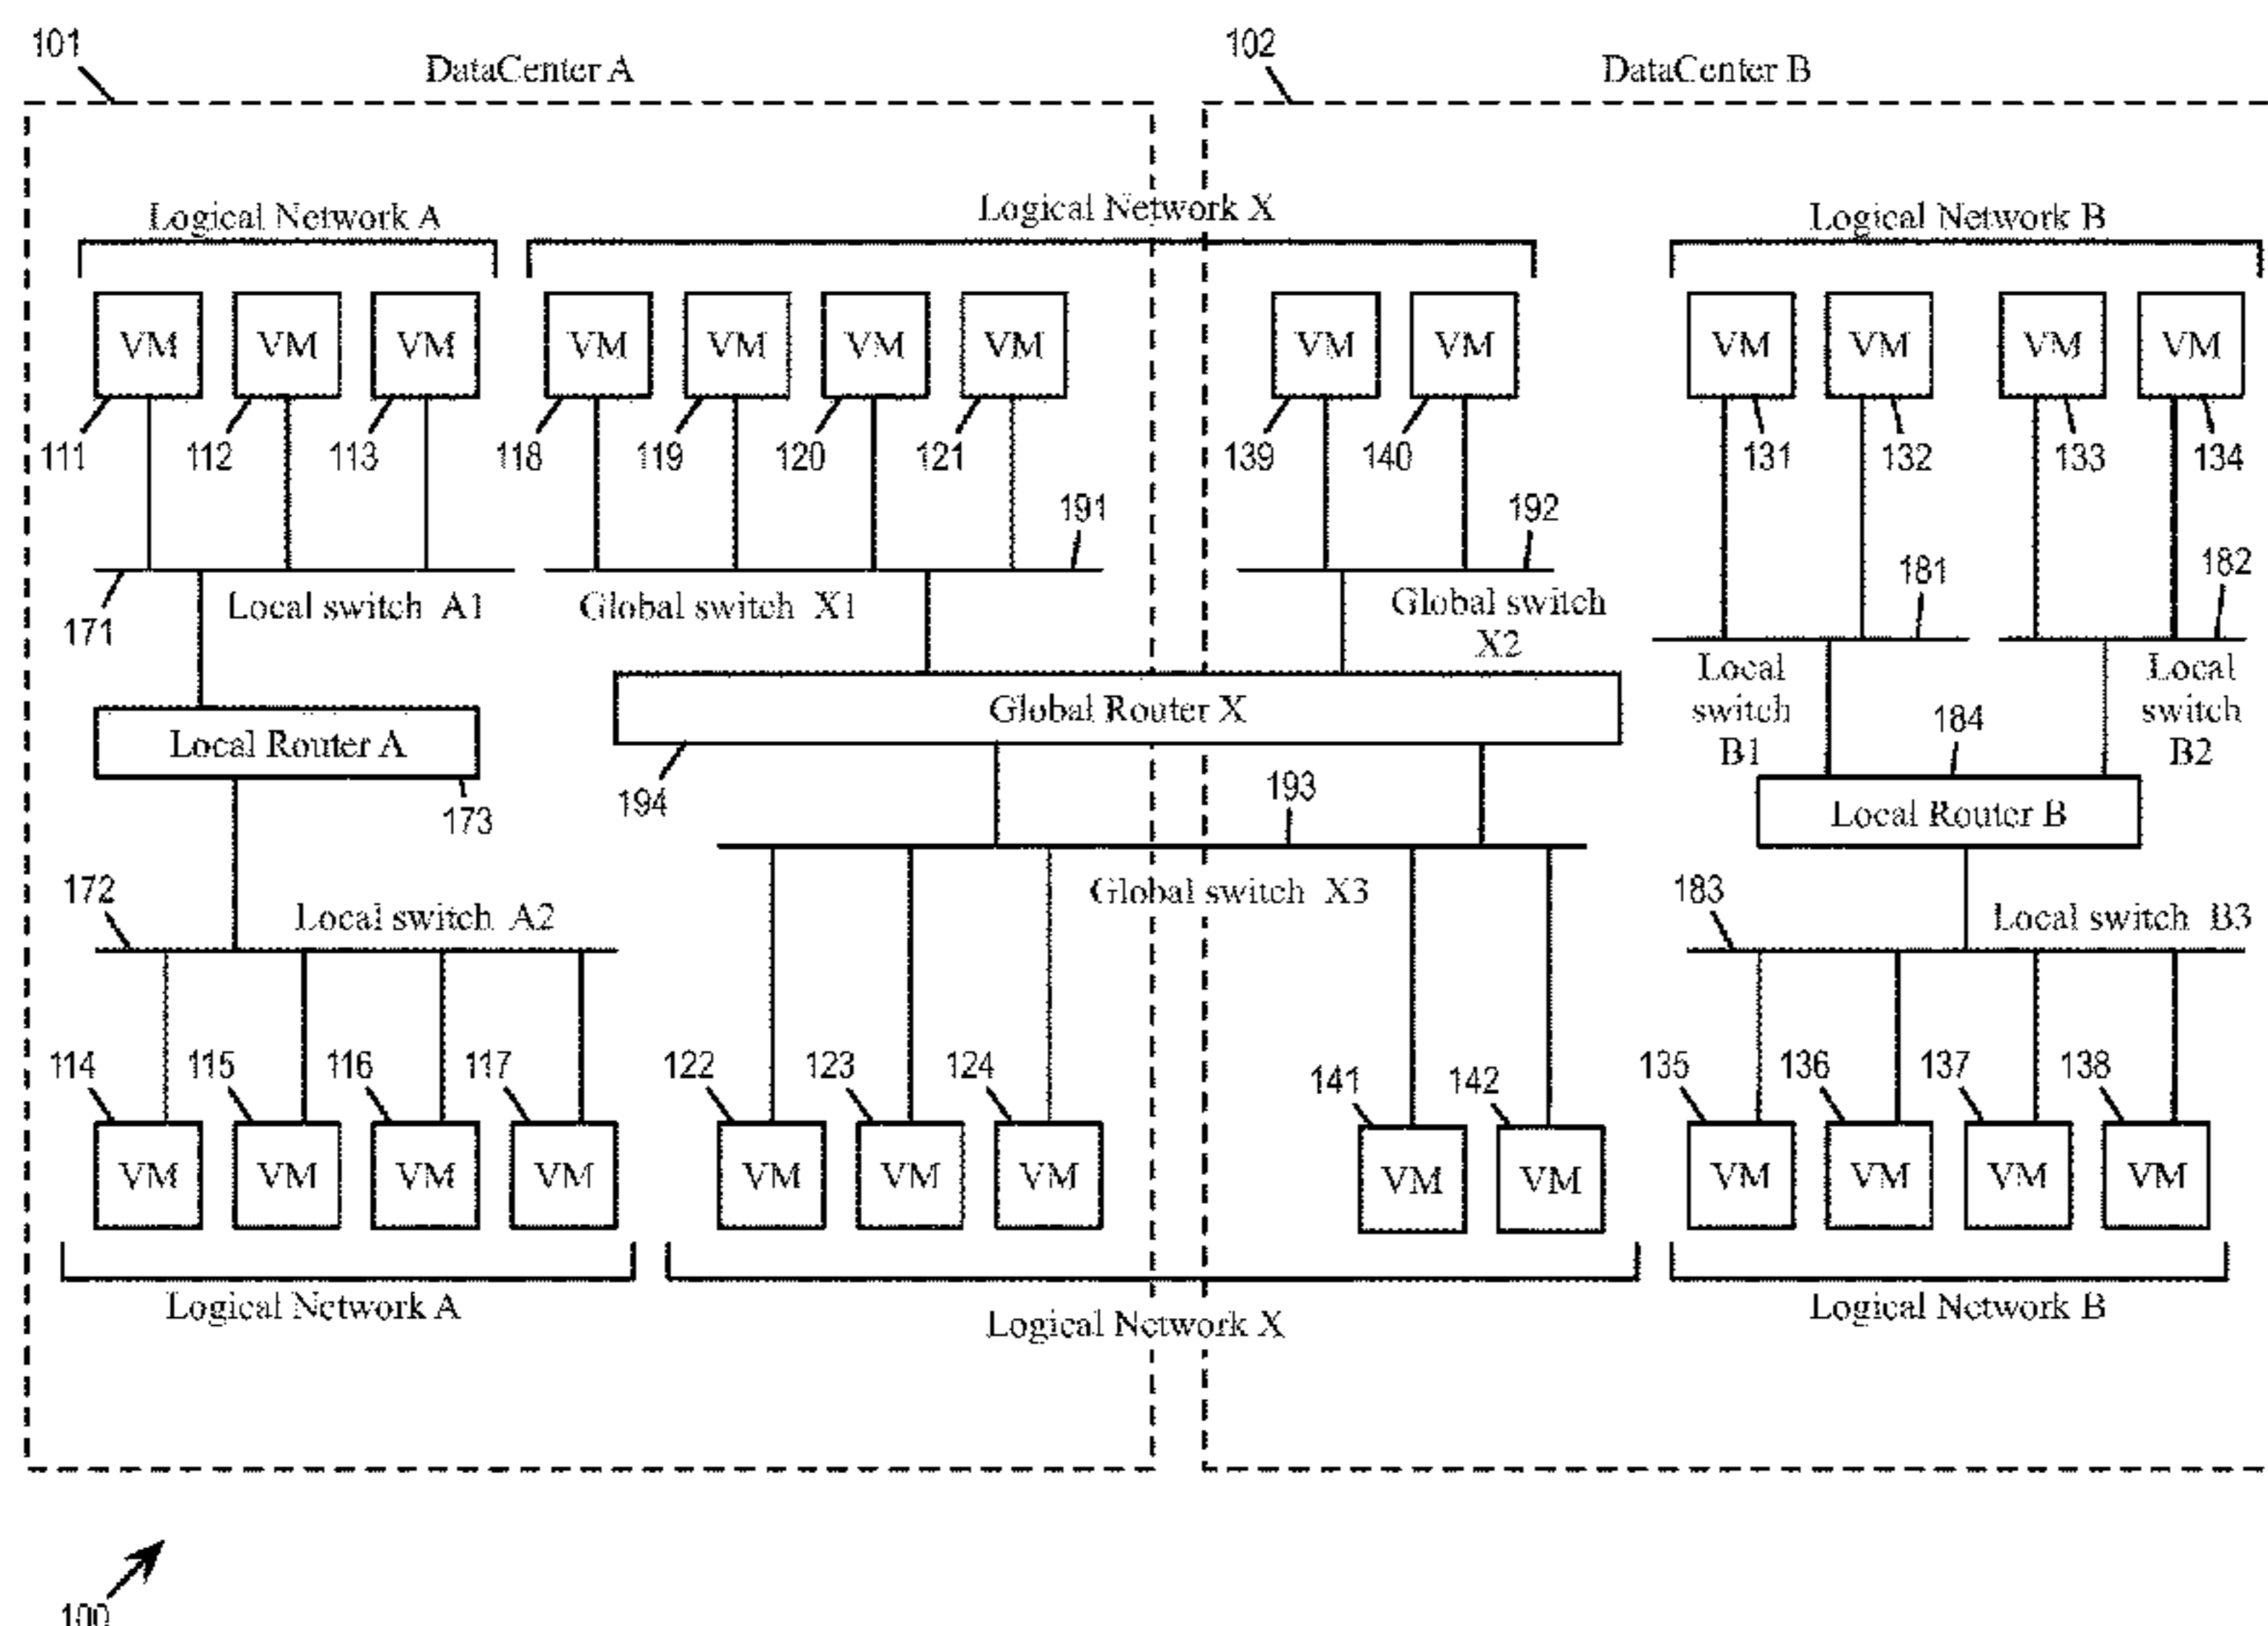 101
DataCenter A
102
DataCenter B
Logical Network A
Logical Network X
Logical Network B
VM VM VM VM VM VM VM VM VM VM VM VM VM
111 112 113 118 119 120 121 139 140 131 132 133 134
191
192
171
Local switch A1
Global switch X1
Global switch
X2
181
182
Local
switch
B1
Local
switch
B2
Local Router A
173
Global Router X
194
193
184
Local Router B
172
Local switch A2
Global switch X3
183
Local switch B3
114 115 116 117 122 123 124 141 142 135 136 137 138
VM VM VM VM VM VM VM VM VM VM VM VM VM
Logical Network A
Logical Network X
Logical Network B
100